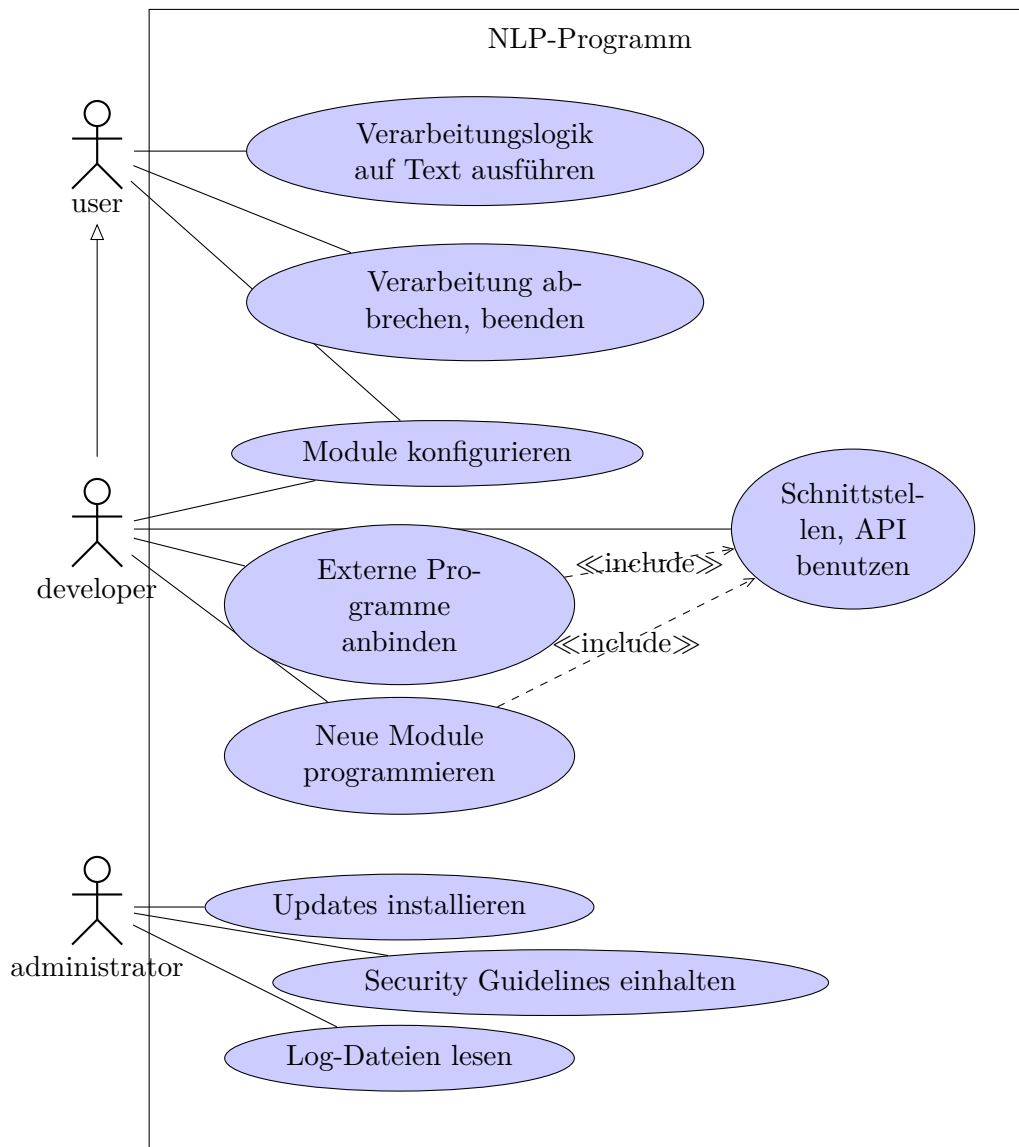 NLP-Programm
Verarbeitungslogik
auf Text ausführen
user
Verarbeitung ab-
brechen, beenden
Module konfigurieren
developer
Schnittstel-
len, API
benutzen
Externe Pro-
gramme
anbinden
≪include≫
≪include≫
Neue Module
programmieren
administrator
Updates installieren
Security Guidelines einhalten
Log-Dateien lesen